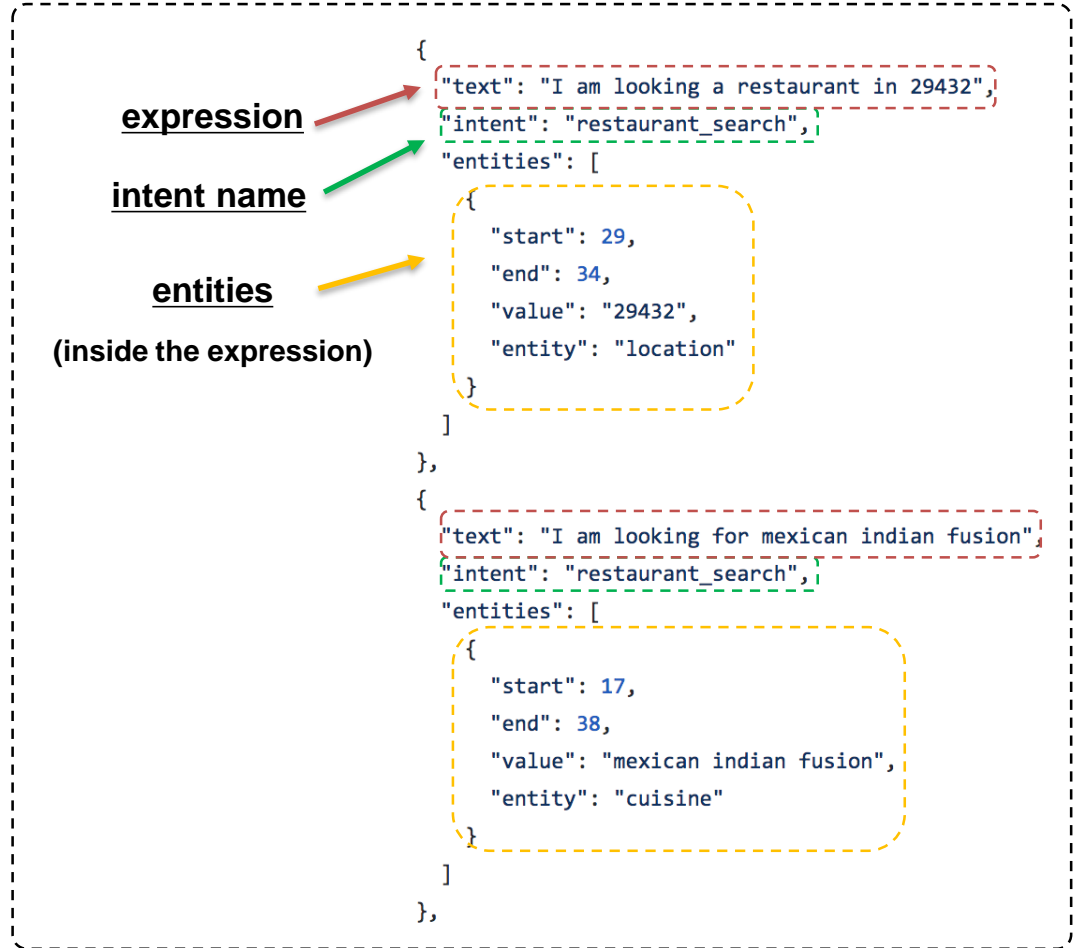 {
"text": "I am looking a restaurant in 29432",
expression
"intent": "restaurant_search",
"entities": [
intent name
{
"start": 29,
"end": 34,
entities
"value": "29432",
(inside the expression)
"entity": "location"
}
]
},
{
"text": "I am looking for mexican indian fusion",
"intent": "restaurant_search",
"entities": [
{
"start": 17,
"end": 38,
"value": "mexican indian fusion",
"entity": "cuisine"
}
]
},